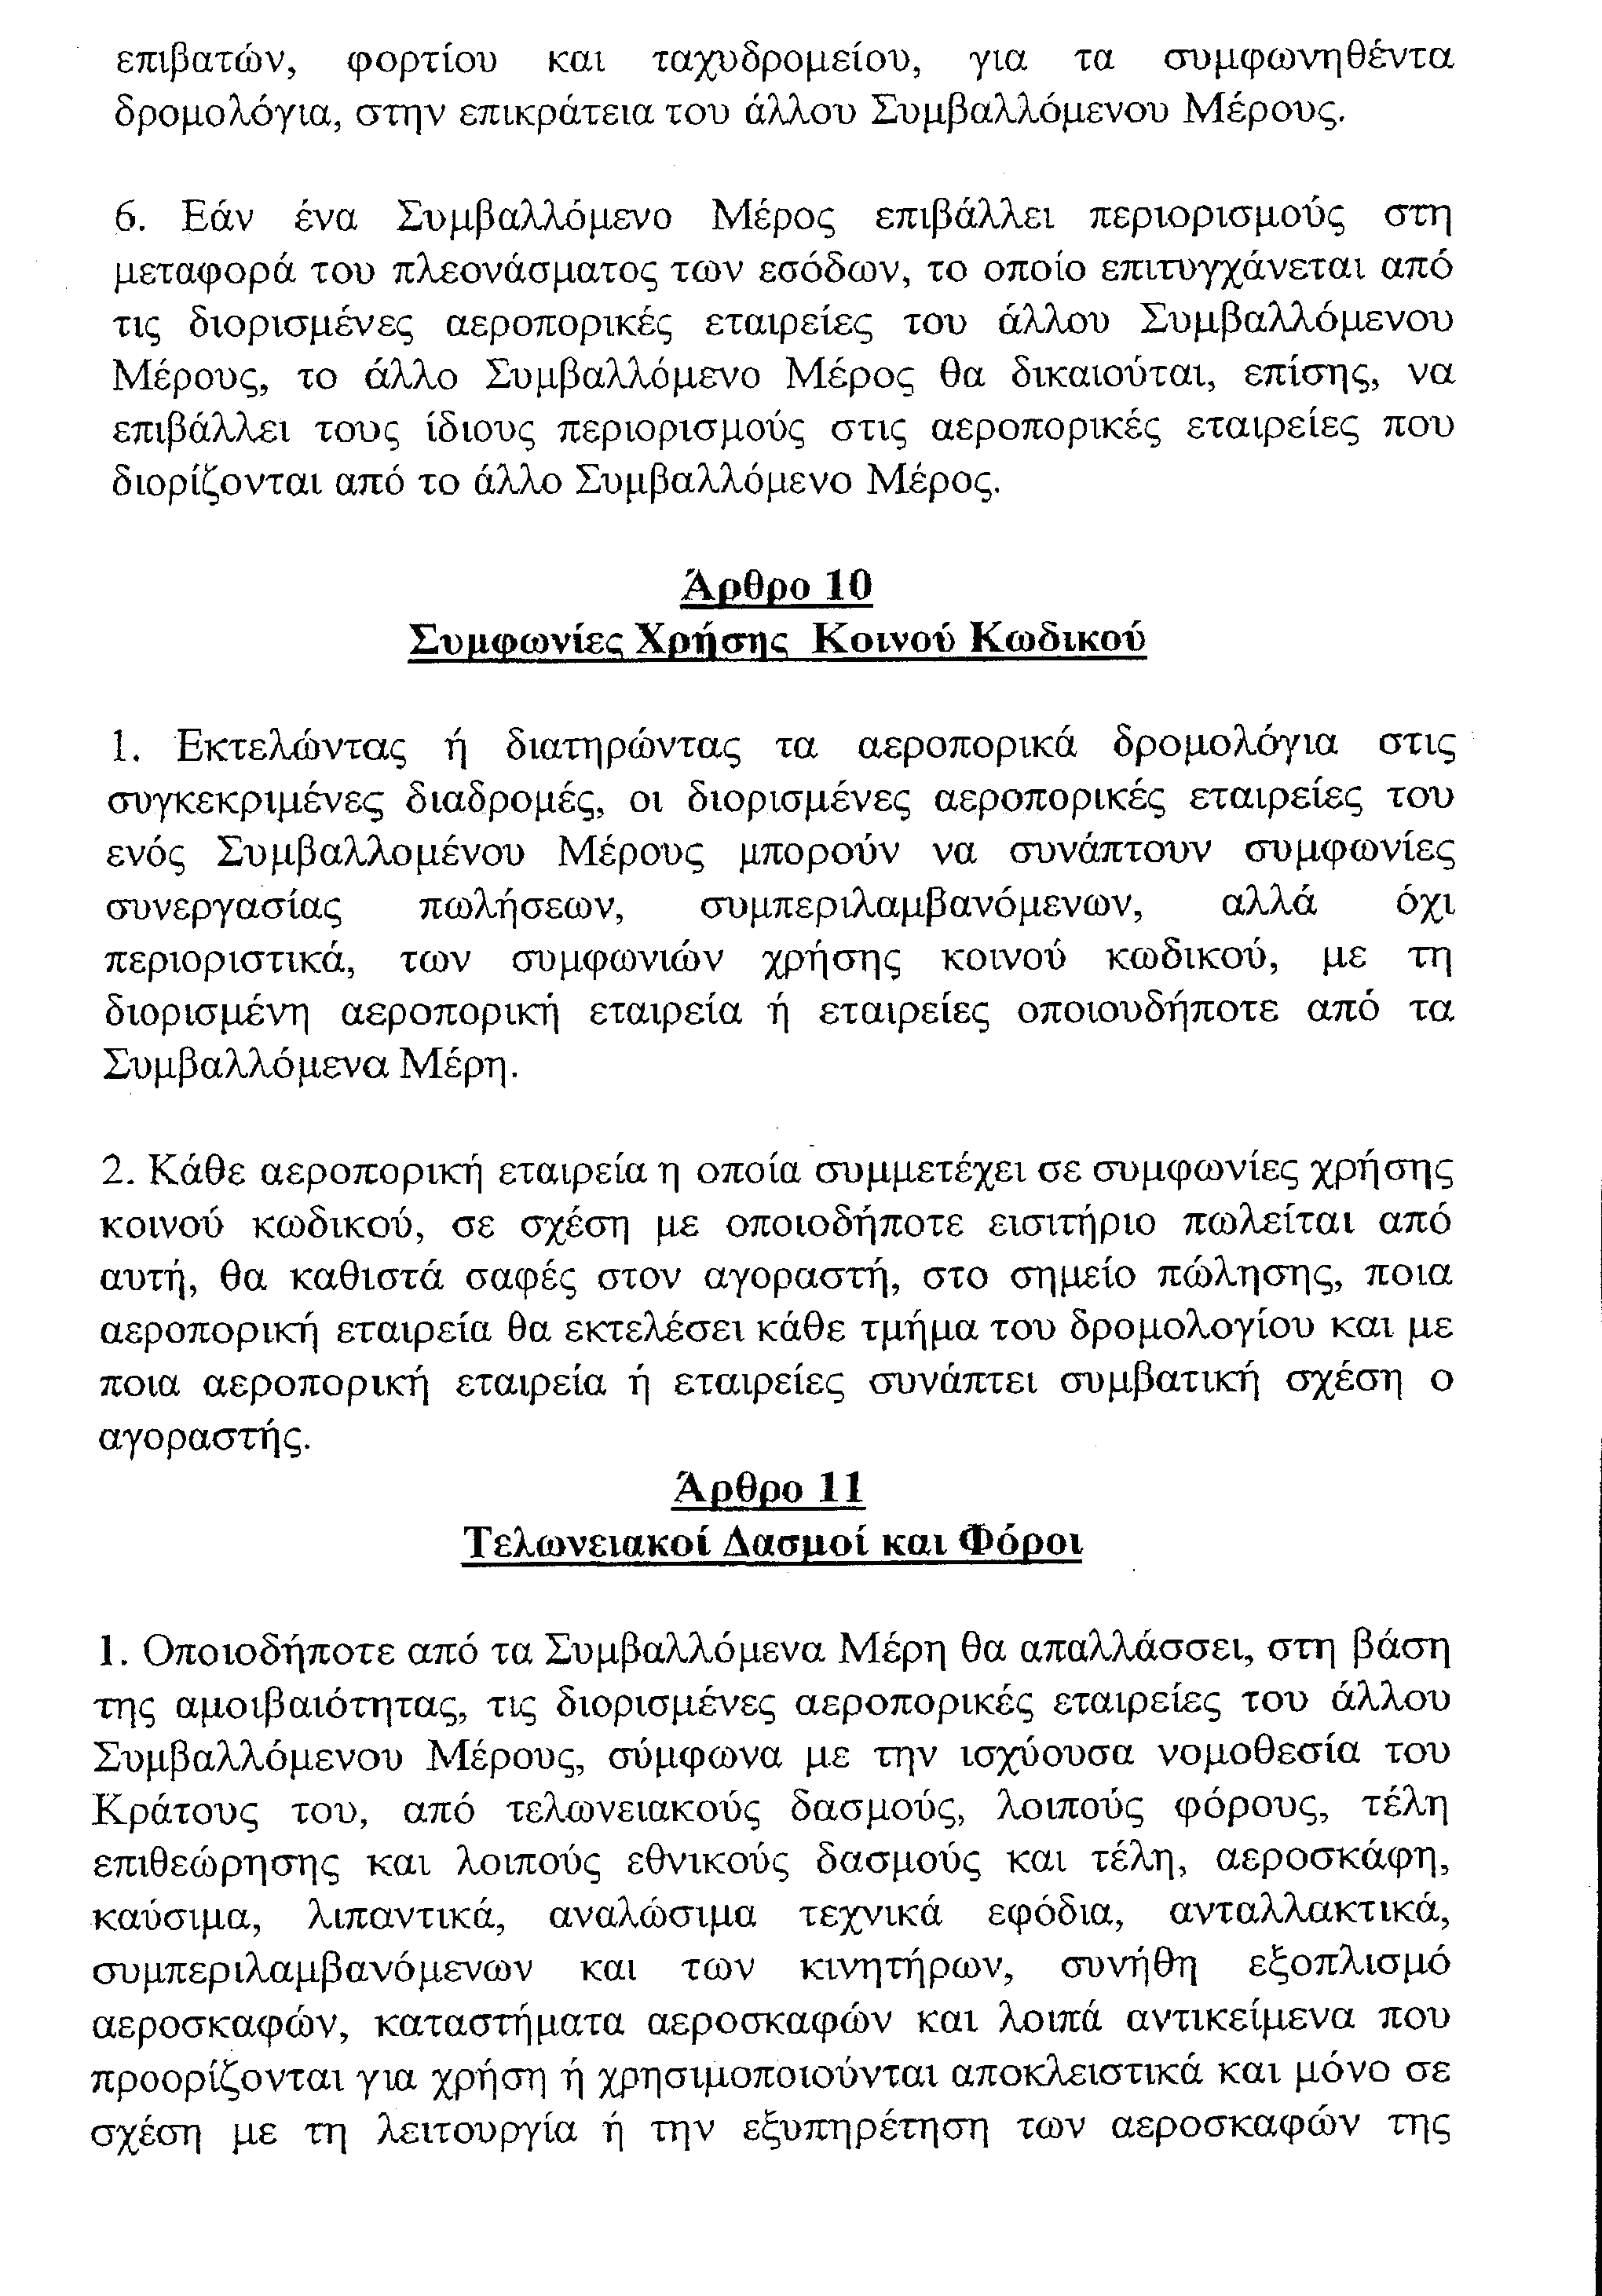 επιβατών, φορτίου και ταχυδρομείου, για τα συμφωνηθέντα
δρομολόγια, στην επικράτεια του άλλου Συμβαλλόμενου Μέρους.
6. Εάν ένα Συμβαλλόμενο Μέρος επιβάλλει περιορισμούς στη
μεταφορά του πλεονάσματος των εσόδων, το οποίο επιτυγχάνεται από
τις διορισμένες αεροπορικές εταιρείες του άλλου Συμβαλλόμενου
Μέρους, το άλλο Συμβαλλόμενο Μέρος θα δικαιούται, επίσης, να
επιβάλλει τους ίδιους περιορισμούς στις αεροπορικές εταιρείες που
διορίζονται από το άλλο Συμβαλλόμενο Μέρος.
Άρθρο 10
Συμφωνίες Χρήσης Κοινού Κωδικού
1. Εκτελώντας ή διατηρώντας τα αεροπορικά δρομολόγια στις
συγκεκριμένες διαδρομές, οι διορισμένες αεροπορικές εταιρείες του
ενός Συμβαλλομένου Μέρους μπορούν να συνάπτουν συμφωνίες
συνεργασίας πωλήσεων, συμπεριλαμβανόμενων, αλλά όχι
περιοριστικά, των συμφωνιών χρήσης κοινού κωδικού, με τη
διορισμένη αεροπορική εταιρεία ή εταιρείες οποιουδήποτε από τα
Συμβαλλόμενα Μέρη.
2. Κάθε αεροπορική εταιρεία η οποία συμμετέχει σε συμφωνίες χρήσης
κοινού κωδικού, σε σχέση με οποιοδήποτε εισιτήριο πωλείται από
αυτή, θα καθιστά σαφές στον αγοραστή, στο σημείο πώλησης, ποια
αεροπορική εταιρεία θα εκτελέσει κάθε τμήμα του δρομολογίου και με
ποια αεροπορική εταιρεία ή εταιρείες συνάπτει συμβατική σχέση ο
αγοραστής.
Άρθρο 11
Τελωνειακοί Δασμοί και Φόροι
1. Οποιοδήποτε από τα Συμβαλλόμενα Μέρη θα απαλλάσσει, στη βάση
της αμοιβαιότητας, τις διορισμένες αεροπορικές εταιρείες του άλλου
Συμβαλλόμενου Μέρους, σύμφωνα με την ισχύουσα νομοθεσία του
Κράτους του, από τελωνειακούς δασμούς, λοιπούς φόρους, τέλη
επιθεώρησης και λοιπούς εθνικούς δασμούς και τέλη, αεροσκάφη,
καύσιμα, λιπαντικά, αναλώσιμα τεχνικά εφόδια, ανταλλακτικά,
συμπεριλαμβανόμενων και των κινητήρων, συνήθη εξοπλισμό
αεροσκαφών, καταστήματα αεροσκαφών και λοιπά αντικείμενα που
προορίζονται για χρήση ή χρησιμοποιούνται αποκλειστικά και μόνο σε
σχέση με τη λειτουργία ή την εξυπηρέτηση των αεροσκαφών της